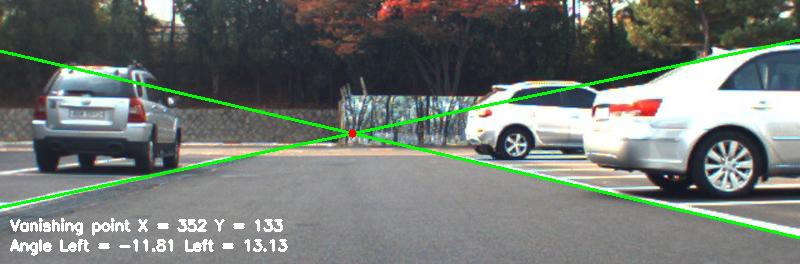 Vanishing point X = 352 Y = 133
Angle Left = -11.81 Left = 13.13